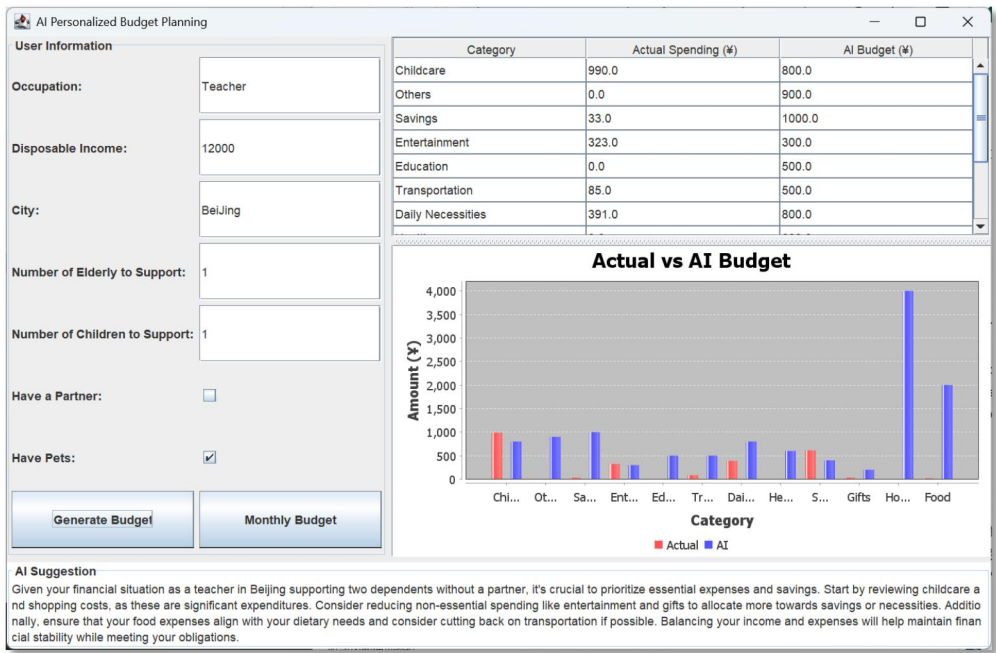 AI Personalized Budget Planning
User Information
Occupation: Teacher
Disposable Income: 12000
City: BeiJing
Number of Elderly to Support: 1
Number of Children to Support: 1
Have a Partner:
Have Pets:
Generate Budget Monthly Budget
Category Actual Spending (¥) AI Budget (¥)
Childcare 990.0 800.0
Others 0.0 900.0
Savings 33.0 1000.0
Entertainment 323.0 300.0
Education 0.0 500.0
Transportation 85.0 500.0
Daily Necessities 391.0 800.0
Actual vs AI Budget
Amount (¥)
4,000
3,500
3,000
2,500
2,000
1,500
1,000
500
0
Chi... Ot... Sa... Ent... Ed... Tr... Dai... He... S... Gifts Ho... Food
Category
Actual AI
AI Suggestion
Given your financial situation as a teacher in Beijing supporting two dependents without a partner, it's crucial to prioritize essential expenses and savings. Start by reviewing childcare a
nd shopping costs, as these are significant expenditures. Consider reducing non-essential spending like entertainment and gifts to allocate more towards savings or necessities. Additio
nally, ensure that your food expenses align with your dietary needs and consider cutting back on transportation if possible. Balancing your income and expenses will help maintain finan
cial stability while meeting your obligations.